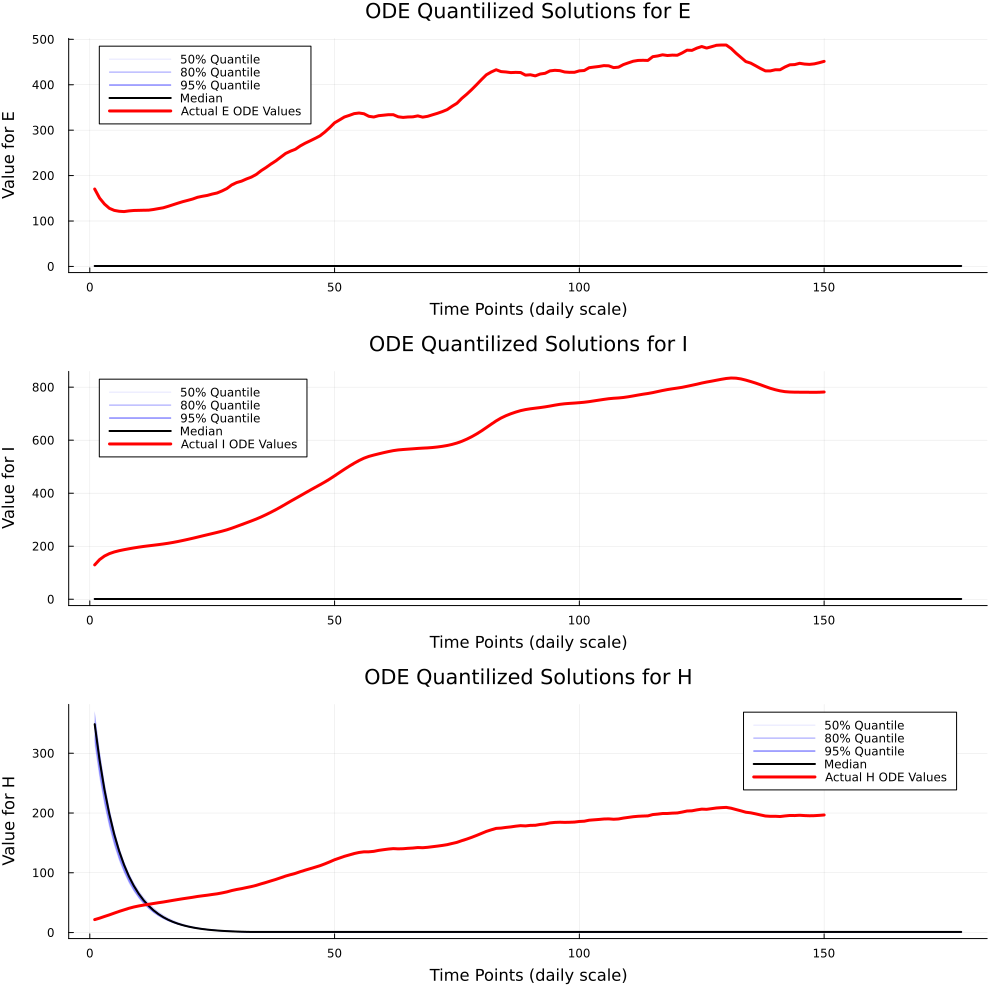 ODE Quantilized Solutions for E
500
400
300
200
100
0
Value for E
50% Quantile
80% Quantile
95% Quantile
Median
Actual E ODE Values
0 50 100 150
Time Points (daily scale)
ODE Quantilized Solutions for I
800
600
400
200
0
Value for I
50% Quantile
80% Quantile
95% Quantile
Median
Actual I ODE Values
0 50 100 150
Time Points (daily scale)
ODE Quantilized Solutions for H
300
200
100
0
Value for H
50% Quantile
80% Quantile
95% Quantile
Median
Actual H ODE Values
0 50 100 150
Time Points (daily scale)